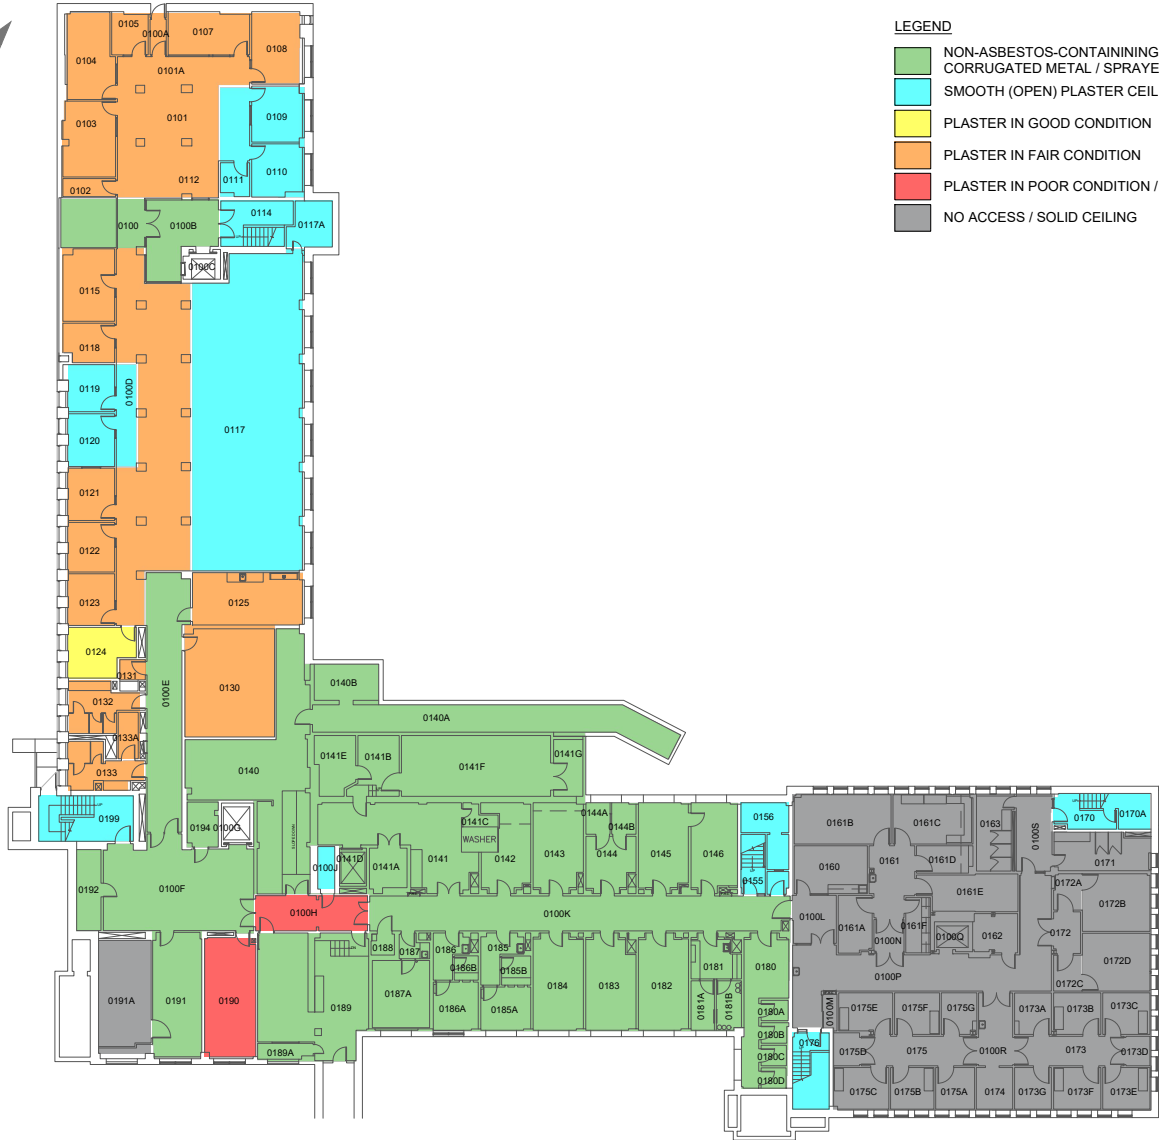 LEGEND
NON-ASBESTOS-CONTAININING
CORRUGATED METAL / SPRAYE
SMOOTH (OPEN) PLASTER CEIL
PLASTER IN GOOD CONDITION
PLASTER IN FAIR CONDITION
PLASTER IN POOR CONDITION /
NO ACCESS / SOLID CEILING
0105
0100A
0107
0108
0104
0101A
0103
0101
0109
0110
0111
0112
0102
0100
0100B
0114
0117A
0100C
0115
0118
0119
0100D
0120
0117
0121
0122
0123
0125
0124
0131
0130
0100E
0132
0133A
0133
0140B
0140A
0140
0141E
0141B
0141F
0141G
0199
0194
0100G
0141C
WASHER
0141
0142
0143
0144A
0144B
0144
0145
0146
0156
0155
0100J
0141D
0141A
0192
0100F
0100H
0100K
0161B
0161C
0163
0100S
0170
0170A
0171
0160
0161
0161D
0161E
0172A
0172B
0100L
0161A
0100N
0161F
0100Q
0162
0172
0172D
0100P
0172C
0191A
0191
0190
0189
0189A
0188
0187
0187A
0186
0186B
0186A
0185
0185B
0185A
0184
0183
0182
0181
0181A
0181B
0180
0180A
0180B
0180C
0180D
0100M
0176
0175E
0175F
0175G
0173A
0173B
0173C
0175D
0175
0100R
0173
0173D
0175C
0175B
0175A
0174
0173G
0173F
0173E